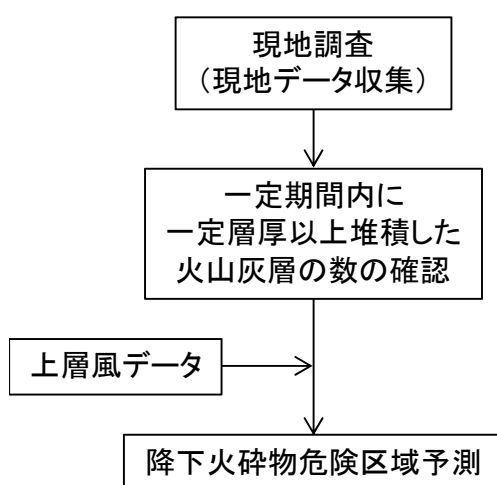 現地調査
（現地データ収集）
一定期間内に
一定層厚以上堆積した
火山灰層の数の確認
上層風データ
降下火砕物危険区域予測